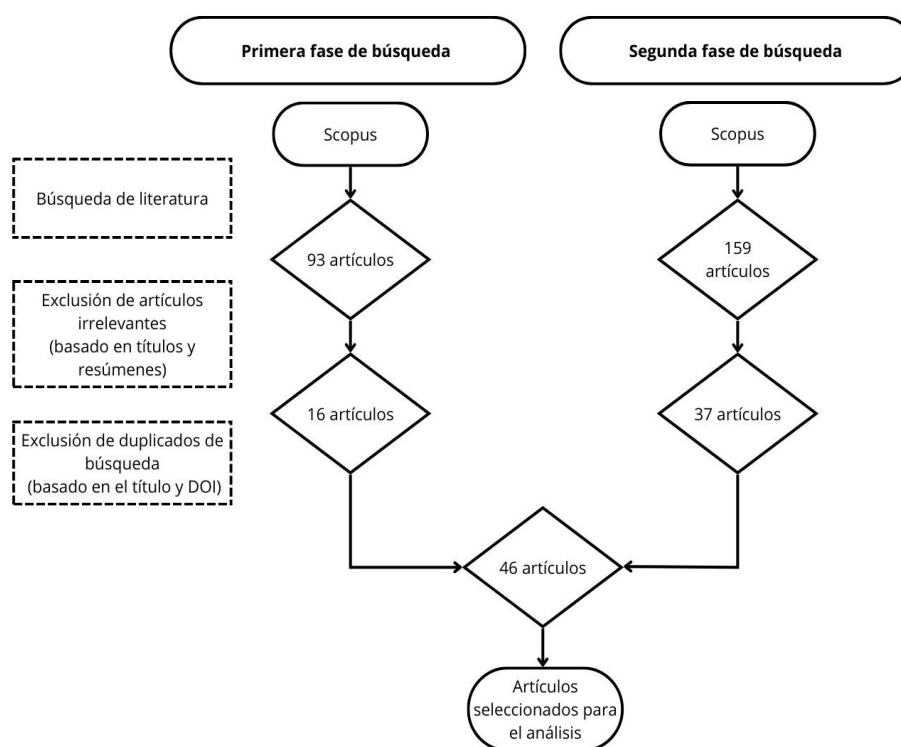 Primera fase de búsqueda
Segunda fase de búsqueda
Scopus
Scopus
Búsqueda de literatura
93 artículos
159
artículos
Exclusión de artículos
irrelevantes
(basado en títulos y
resúmenes)
16 artículos
37 artículos
Exclusión de duplicados de
búsqueda
(basado en el título y DOI)
46 artículos
Artículos
seleccionados para
el análisis